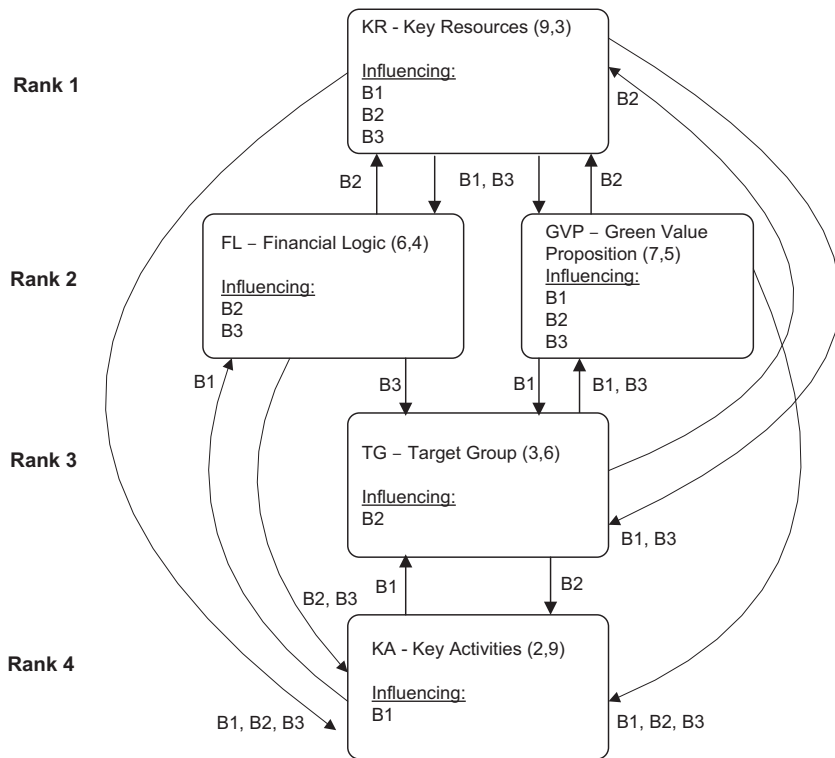 KR - Key Resources (9,3)
Rank 1
Influencing:
B1
B2
B3
B2
B2
B1, B3
B2
Rank 2
FL – Financial Logic (6,4)
Influencing:
B2
B3
GVP – Green Value
Proposition (7,5)
Influencing:
B1
B2
B3
B1
B3
B1
B1, B3
Rank 3
TG – Target Group (3,6)
Influencing:
B2
B1, B3
B1
B2
B2, B3
Rank 4
KA - Key Activities (2,9)
Influencing:
B1
B1, B2, B3
B1, B2, B3